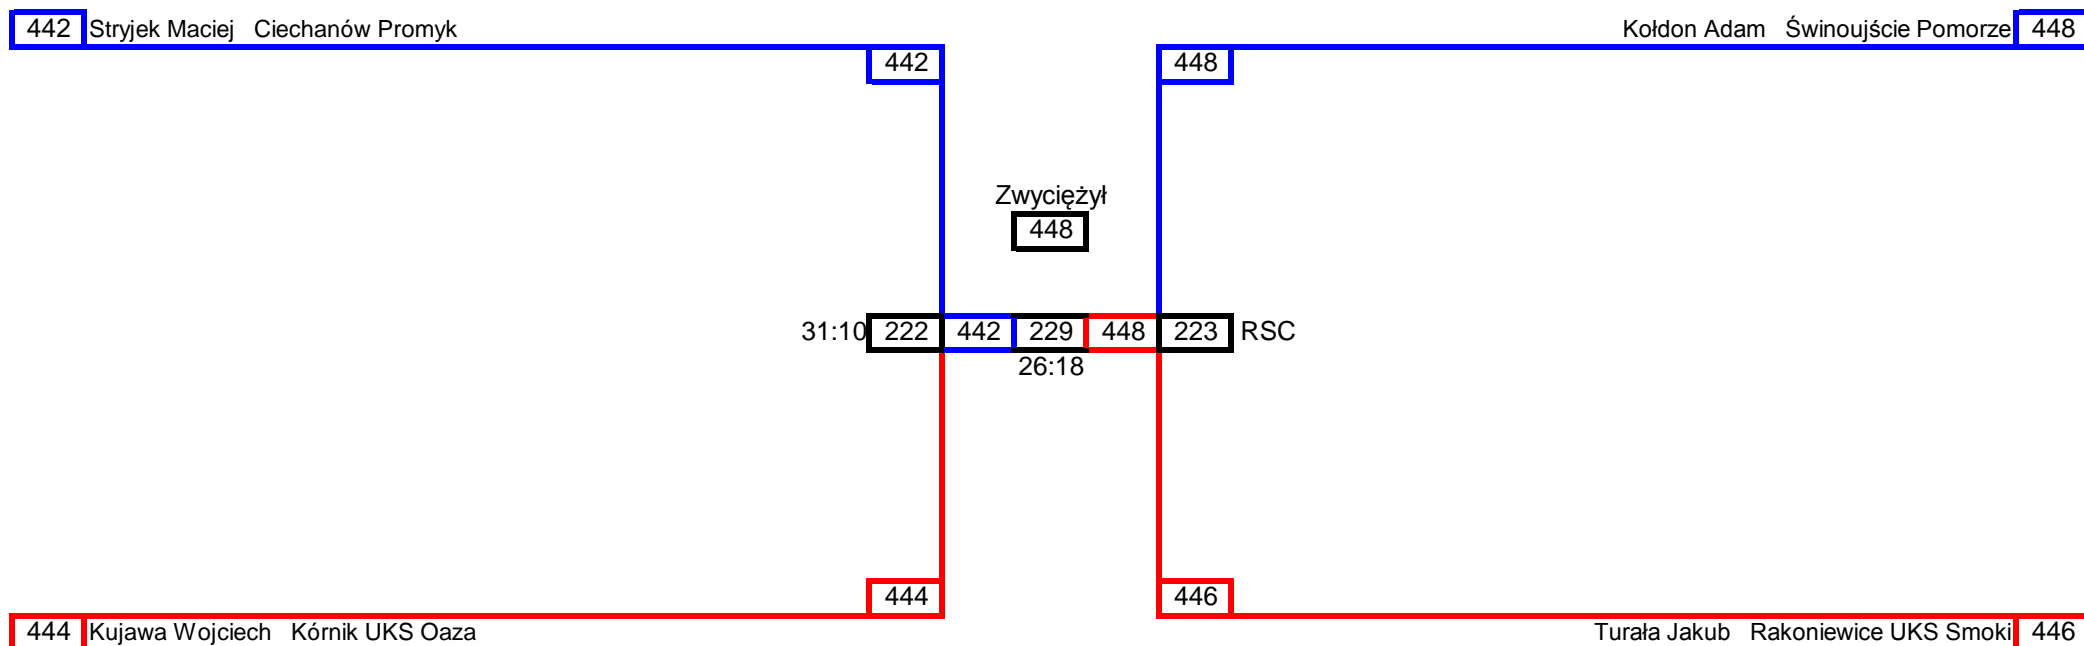 442 Stryjek Maciej Ciechanów Promyk Kołdon Adam Świnoujście Pomorze 448
442 448
Zwyciężył
448
31:10 222 442 229 448 223 RSC
26:18
444 446
444 Kujawa Wojciech Kórnik UKS Oaza Turała Jakub Rakoniewice UKS Smoki 446